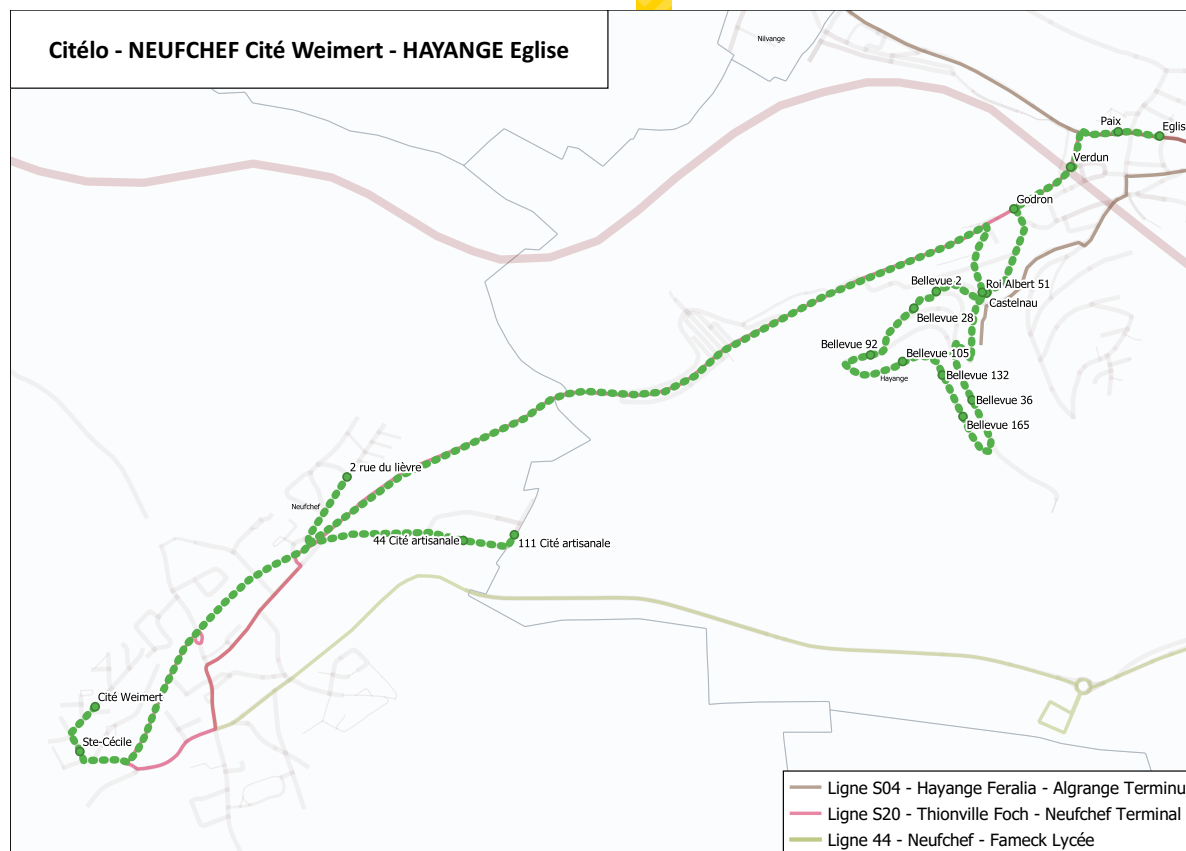 Citélo - NEUFCHEF Cité Weimert - HAYANGE Eglise
Nilvange
Paix
Eglis
Verdun
Godron
Bellevue 2
Roi Albert 51
Castelnau
Bellevue 28
Bellevue 92
Bellevue 105
Hayange
Bellevue 132
Bellevue 36
Bellevue 165
2 rue du lièvre
Neufchef
44 Cité artisanale
111 Cité artisanale
Cité Weimert
Ste-Cécile
Ligne S04 - Hayange Feralia - Algrange Terminu
Ligne S20 - Thionville Foch - Neufchef Terminal
Ligne 44 - Neufchef - Fameck Lycée